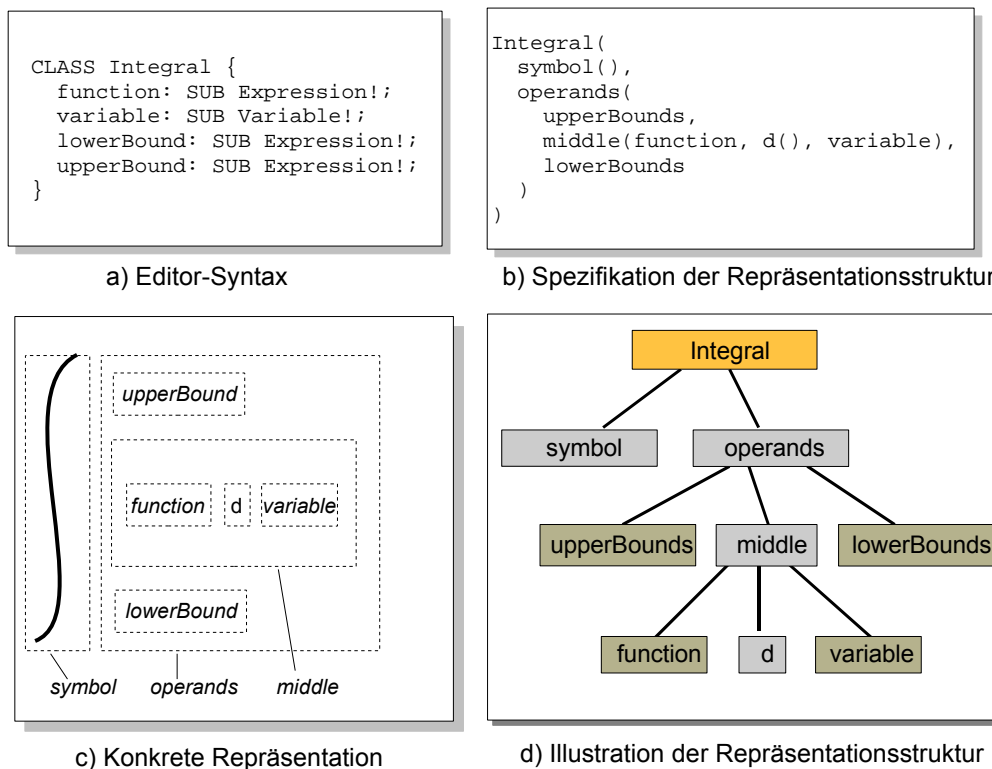 CLASS Integral {
function: SUB Expression!;
variable: SUB Variable!;
lowerBound: SUB Expression!;
upperBound: SUB Expression!;
}
a) Editor-Syntax
Integral(
symbol(),
operands(
upperBounds,
middle(function, d(), variable),
lowerBounds
)
)
b) Spezifikation der Repräsentationsstruktur
upperBound
function d variable
lowerBound
symbol operands middle
c) Konkrete Repräsentation
Integral
symbol operands
upperBounds middle lowerBounds
function d variable
d) Illustration der Repräsentationsstruktur